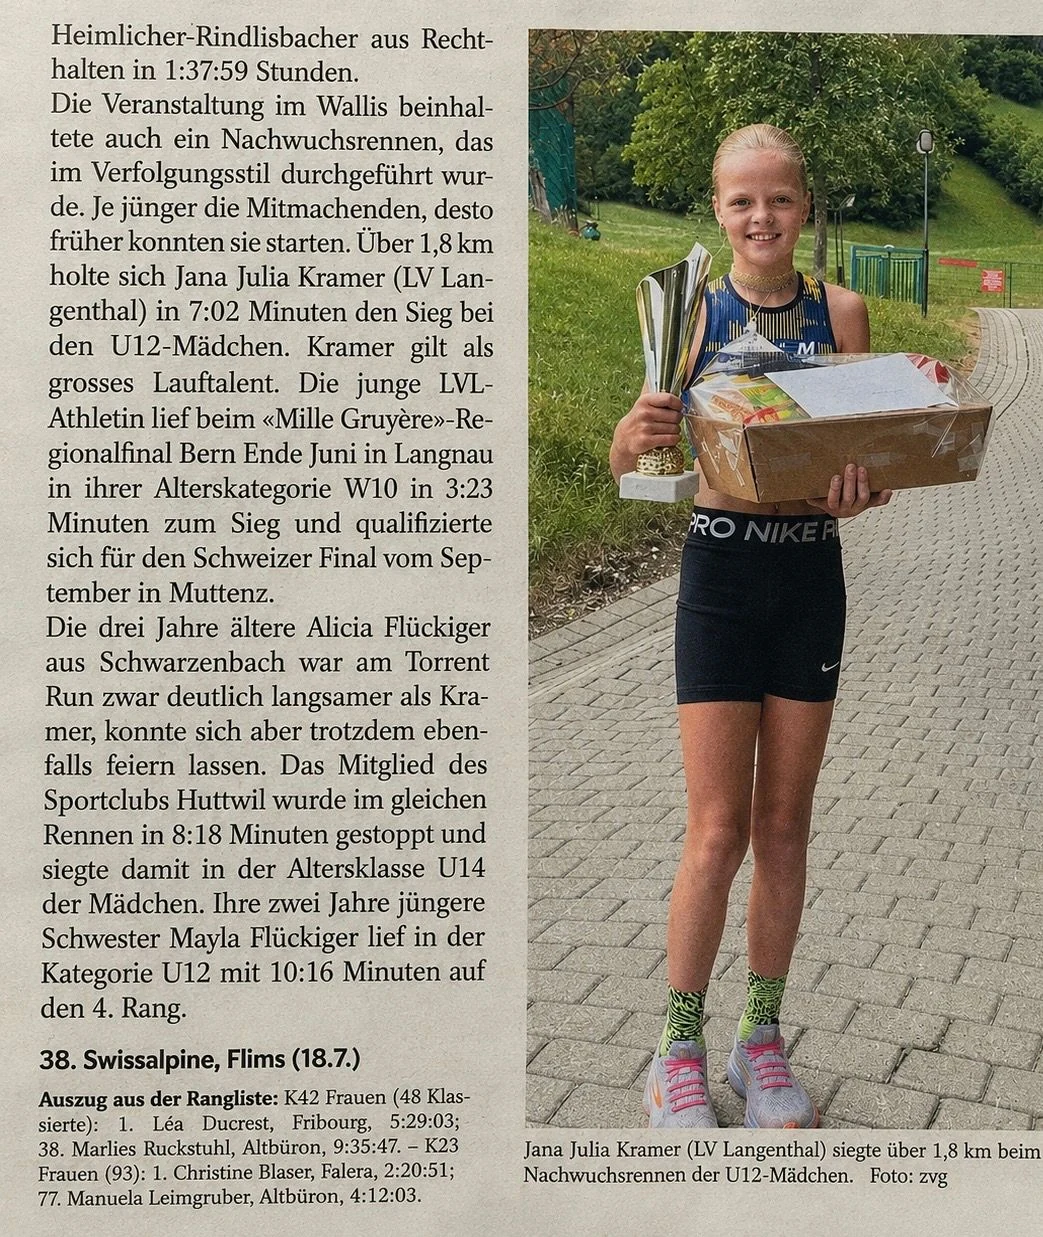 Heimlicher-Rindlisbacher aus Recht-
halten in 1:37:59 Stunden.
Die Veranstaltung im Wallis beinhal-
tete auch ein Nachwuchsrennen, das
im Verfolgungsstil durchgeführt wur-
de. Je jünger die Mitmachenden, desto
früher konnten sie starten. Über 1,8 km
holte sich Jana Julia Kramer (LV Lan-
genthal) in 7:02 Minuten den Sieg bei
den U12-Mädchen. Kramer gilt als
grosses Lauftalent. Die junge LVL-
Athletin lief beim «Mille Gruyère»-Re-
gionalfinal Bern Ende Juni in Langnau
in ihrer Alterskategorie W10 in 3:23
Minuten zum Sieg und qualifizierte
sich für den Schweizer Final vom Sep-
tember in Muttenz.
Die drei Jahre ältere Alicia Flückiger
aus Schwarzenbach war am Torrent
Run zwar deutlich langsamer als Kra-
mer, konnte sich aber trotzdem eben-
falls feiern lassen. Das Mitglied des
Sportclubs Huttwil wurde im gleichen
Rennen in 8:18 Minuten gestoppt und
siegte damit in der Altersklasse U14
der Mädchen. Ihre zwei Jahre jüngere
Schwester Mayla Flückiger lief in der
Kategorie U12 mit 10:16 Minuten auf
den 4. Rang.
38. Swissalpine, Flims (18.7.)
Auszug aus der Rangliste: K42 Frauen (48 Klas-
sierte): 1. Léa Ducrest, Fribourg, 5:29:03;
38. Marlies Ruckstuhl, Altbüron, 9:35:47. – K23
Frauen (93): 1. Christine Blaser, Falera, 2:20:51;
77. Manuela Leimgruber, Altbüron, 4:12:03.
M
PRO NIKE P
Jana Julia Kramer (LV Langenthal) siegte über 1,8 km beim
Nachwuchsrennen der U12-Mädchen. Foto: zvg